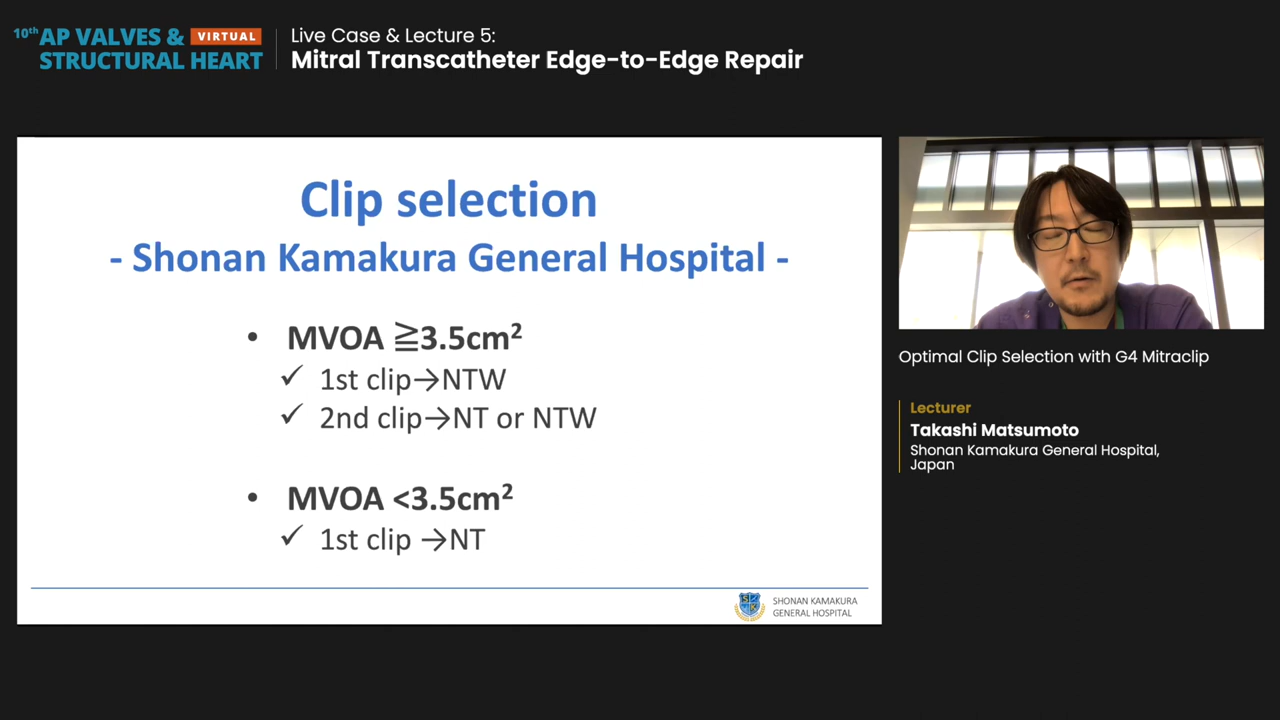 10th AP VALVES & VIRTUAL
STRUCTURAL HEART
Live Case & Lecture 5:
Mitral Transcatheter Edge-to-Edge Repair
Clip selection
- Shonan Kamakura General Hospital -
• MVOA ≧3.5cm²
✓ 1st clip→NTW
✓ 2nd clip→NT or NTW
• MVOA <3.5cm²
✓ 1st clip →NT
SK
SHONAN KAMAKURA
GENERAL HOSPITAL
Optimal Clip Selection with G4 Mitraclip
Lecturer
Takashi Matsumoto
Shonan Kamakura General Hospital,
Japan